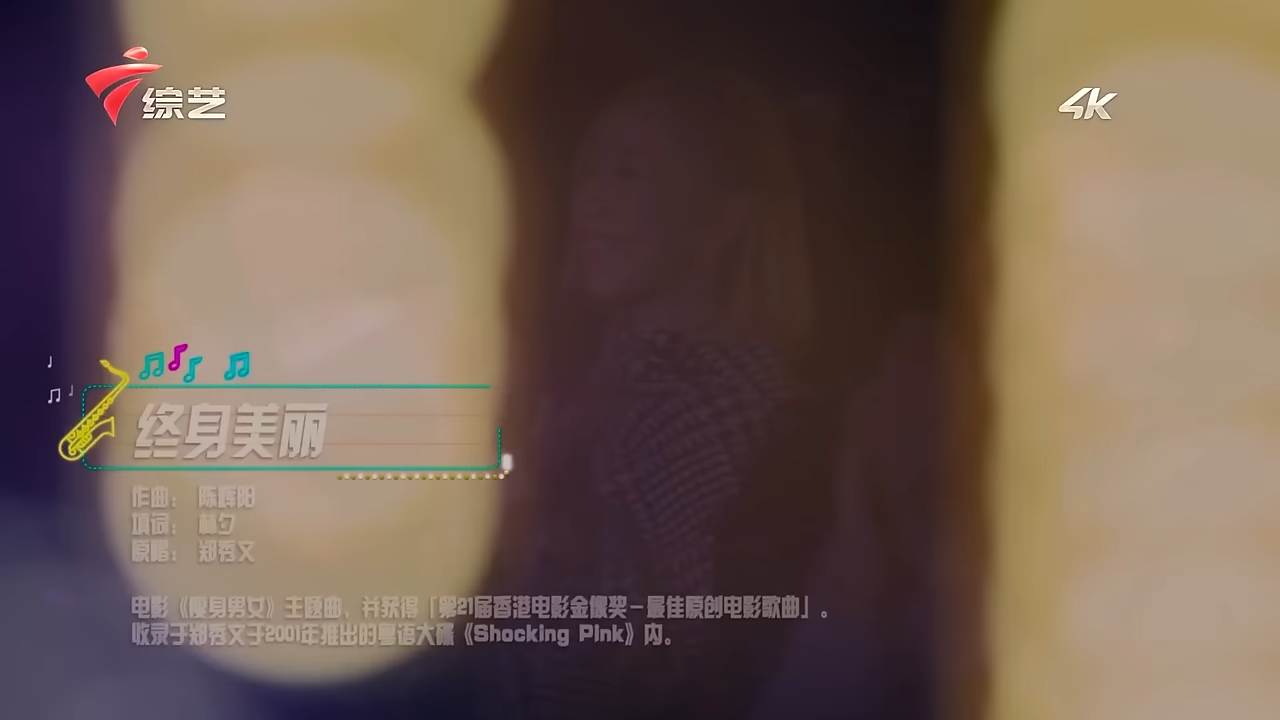 综艺
4K
终身美丽
作曲： 陈辉阳
填词： 林夕
原唱： 郑秀文
电影《瘦身男女》主题曲、并获得「第21届香港电影金像奖-最佳原创电影歌曲」。
收录于郑秀文于2001年推出的粤语大碟《Shocking Pink》内。